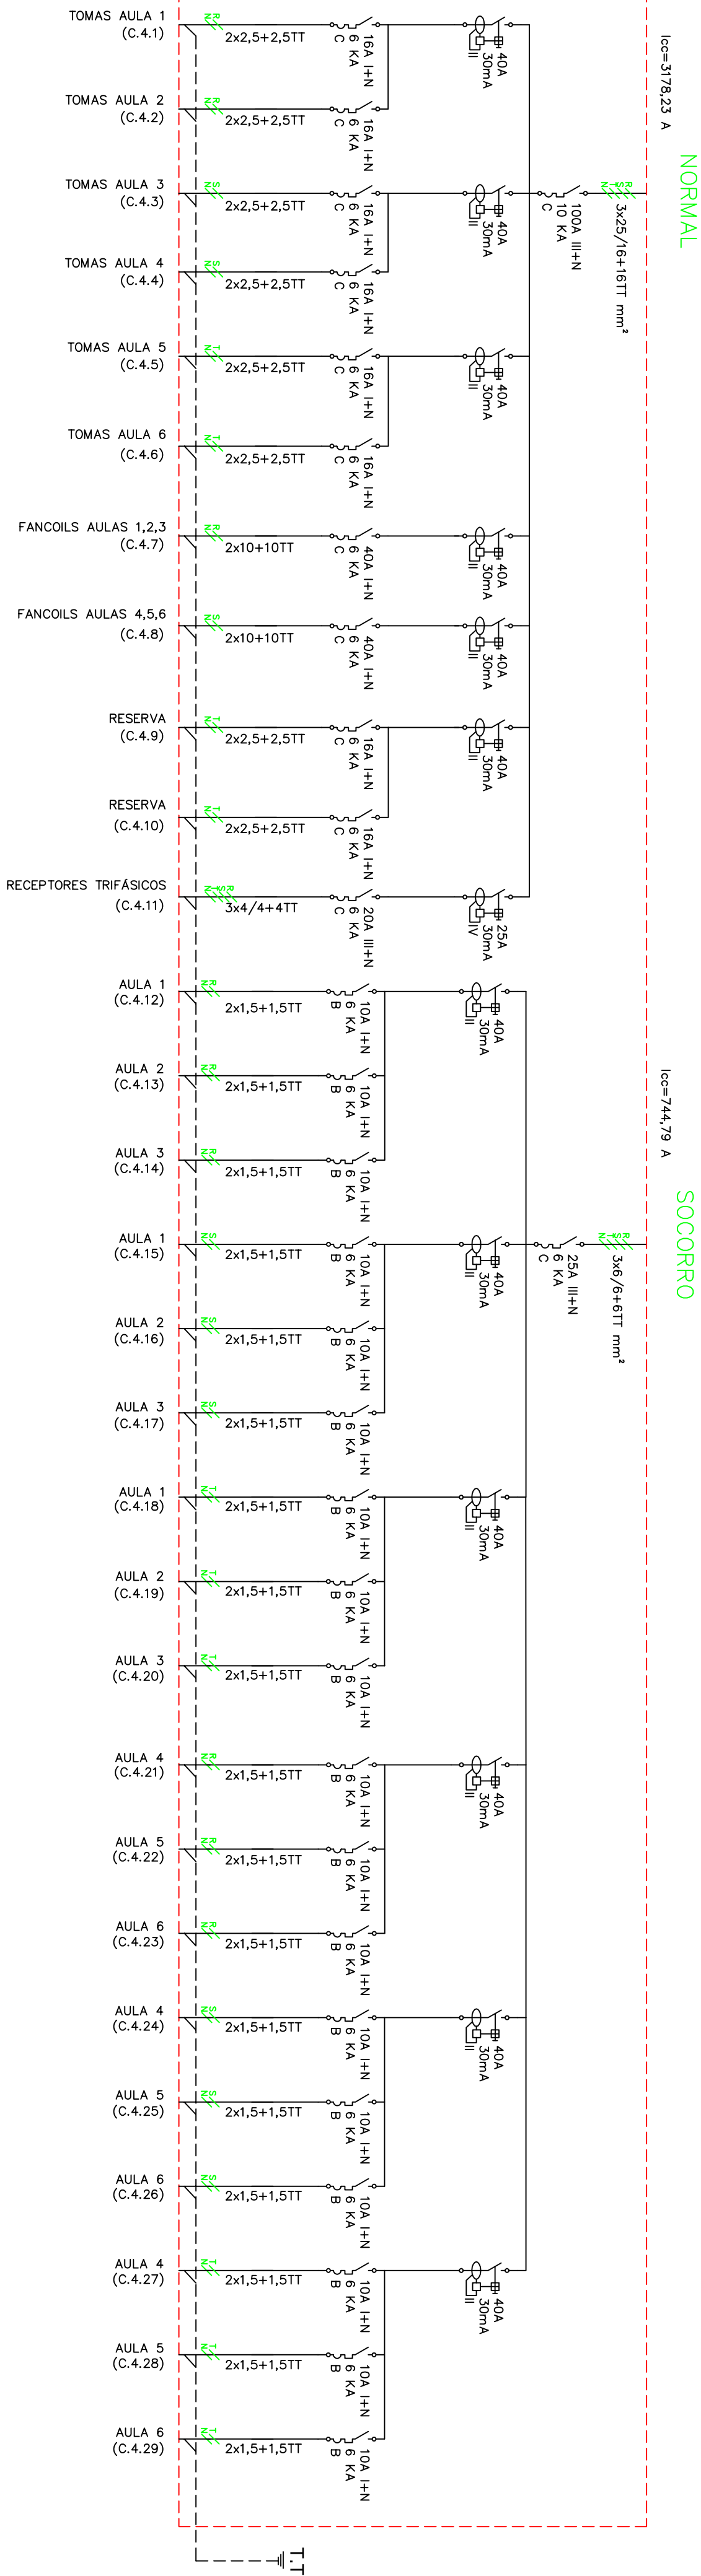 NORMAL
Icc=3178,23 A
3x25/16+16TT mm²
R
S
T
N
100A III+N
10 KA
C
TOMAS AULA 1
(C.4.1)
R
N
2x2,5+2,5TT
16A I+N
6 KA
C
40A
30mA
II
TOMAS AULA 2
(C.4.2)
R
N
2x2,5+2,5TT
16A I+N
6 KA
C
TOMAS AULA 3
(C.4.3)
S
N
2x2,5+2,5TT
16A I+N
6 KA
C
40A
30mA
II
TOMAS AULA 4
(C.4.4)
S
N
2x2,5+2,5TT
16A I+N
6 KA
C
TOMAS AULA 5
(C.4.5)
T
N
2x2,5+2,5TT
16A I+N
6 KA
C
40A
30mA
II
TOMAS AULA 6
(C.4.6)
T
N
2x2,5+2,5TT
16A I+N
6 KA
C
FANCOILS AULAS 1,2,3
(C.4.7)
R
N
2x10+10TT
40A I+N
6 KA
C
40A
30mA
II
FANCOILS AULAS 4,5,6
(C.4.8)
S
N
2x10+10TT
40A I+N
6 KA
C
40A
30mA
II
RESERVA
(C.4.9)
T
N
2x2,5+2,5TT
16A I+N
6 KA
C
40A
30mA
II
RESERVA
(C.4.10)
T
N
2x2,5+2,5TT
16A I+N
6 KA
C
RECEPTORES TRIFÁSICOS
(C.4.11)
R
S
T
N
3x4/4+4TT
20A III+N
6 KA
C
25A
30mA
IV
SOCORRO
Icc=744,79 A
3x6/6+6TT mm²
R
S
T
N
25A III+N
6 KA
C
AULA 1
(C.4.12)
R
N
2x1,5+1,5TT
10A I+N
6 KA
B
40A
30mA
II
AULA 2
(C.4.13)
R
N
2x1,5+1,5TT
10A I+N
6 KA
B
AULA 3
(C.4.14)
R
N
2x1,5+1,5TT
10A I+N
6 KA
B
AULA 1
(C.4.15)
S
N
2x1,5+1,5TT
10A I+N
6 KA
B
40A
30mA
II
AULA 2
(C.4.16)
S
N
2x1,5+1,5TT
10A I+N
6 KA
B
AULA 3
(C.4.17)
S
N
2x1,5+1,5TT
10A I+N
6 KA
B
AULA 1
(C.4.18)
T
N
2x1,5+1,5TT
10A I+N
6 KA
B
40A
30mA
II
AULA 2
(C.4.19)
T
N
2x1,5+1,5TT
10A I+N
6 KA
B
AULA 3
(C.4.20)
T
N
2x1,5+1,5TT
10A I+N
6 KA
B
AULA 4
(C.4.21)
R
N
2x1,5+1,5TT
10A I+N
6 KA
B
40A
30mA
II
AULA 5
(C.4.22)
R
N
2x1,5+1,5TT
10A I+N
6 KA
B
AULA 6
(C.4.23)
R
N
2x1,5+1,5TT
10A I+N
6 KA
B
AULA 4
(C.4.24)
S
N
2x1,5+1,5TT
10A I+N
6 KA
B
40A
30mA
II
AULA 5
(C.4.25)
S
N
2x1,5+1,5TT
10A I+N
6 KA
B
AULA 6
(C.4.26)
S
N
2x1,5+1,5TT
10A I+N
6 KA
B
AULA 4
(C.4.27)
T
N
2x1,5+1,5TT
10A I+N
6 KA
B
40A
30mA
II
AULA 5
(C.4.28)
T
N
2x1,5+1,5TT
10A I+N
6 KA
B
AULA 6
(C.4.29)
T
N
2x1,5+1,5TT
10A I+N
6 KA
B
T.T